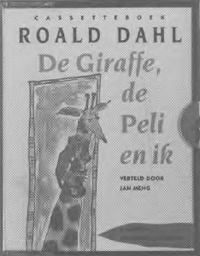 CASSETTEBOEK
ROALD DAHL
De Giraffe,
de
Peli
en ik
VERTELD DOOR
JAN MENG